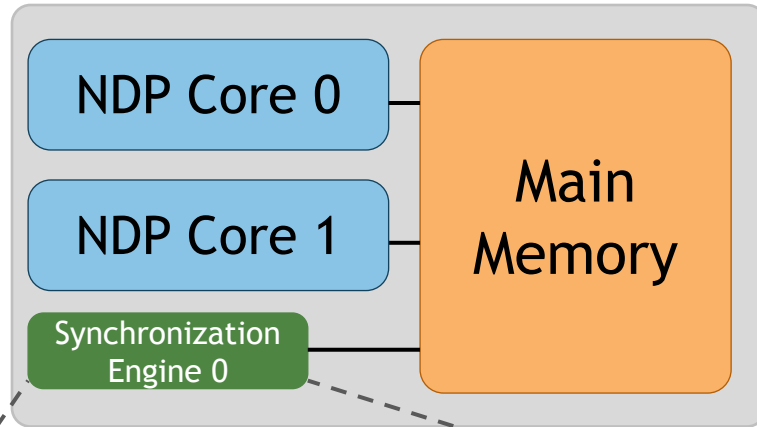 NDP Core 0
NDP Core 1
Synchronization
Engine 0
Main
Memory